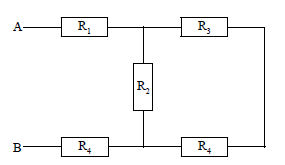 A R₁ R₃
R₂
B R₄ R₄